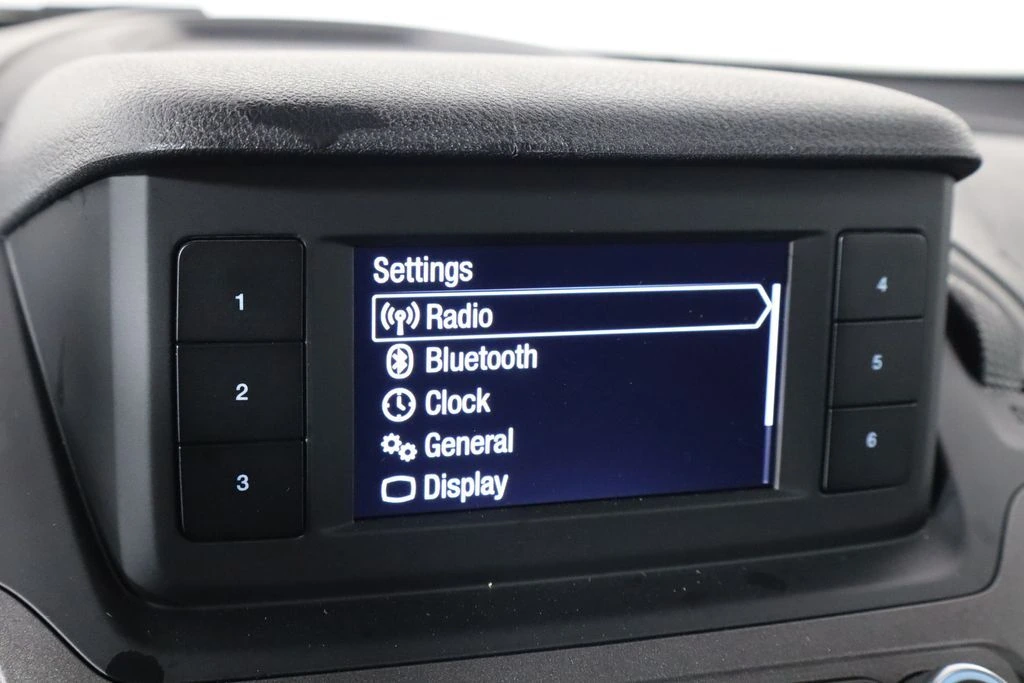 Settings
Radio
Bluetooth
Clock
General
Display
1
2
3
4
5
6